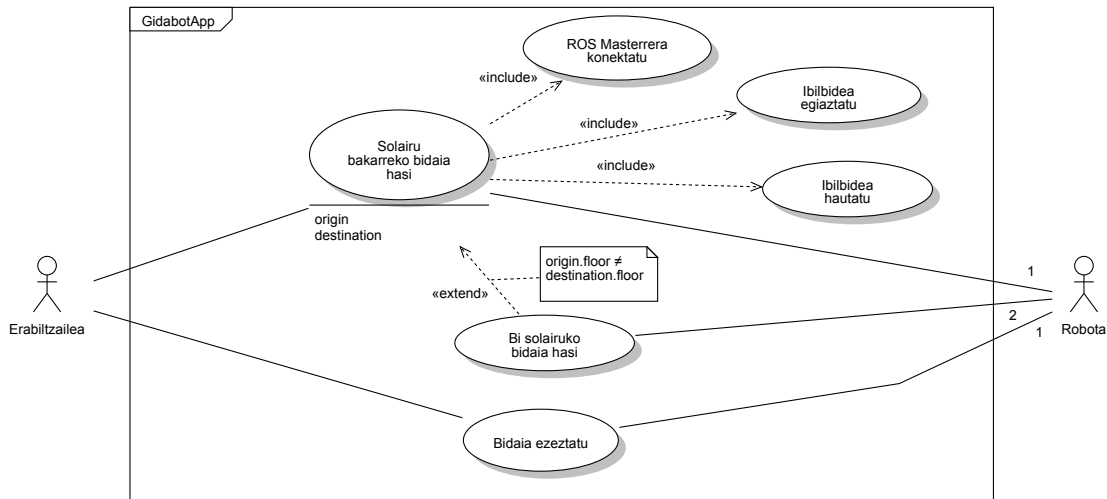 GidabotApp
ROS Masterrera
konektatu
«include»
Ibilbidea
egiaztatu
«include»
Solairu
bakarreko bidaia
hasi
«include»
Ibilbidea
hautatu
origin
destination
origin.floor ≠
destination.floor
1
«extend»
Erabiltzailea
2
Robota
1
Bi solairuko
bidaia hasi
Bidaia ezeztatu